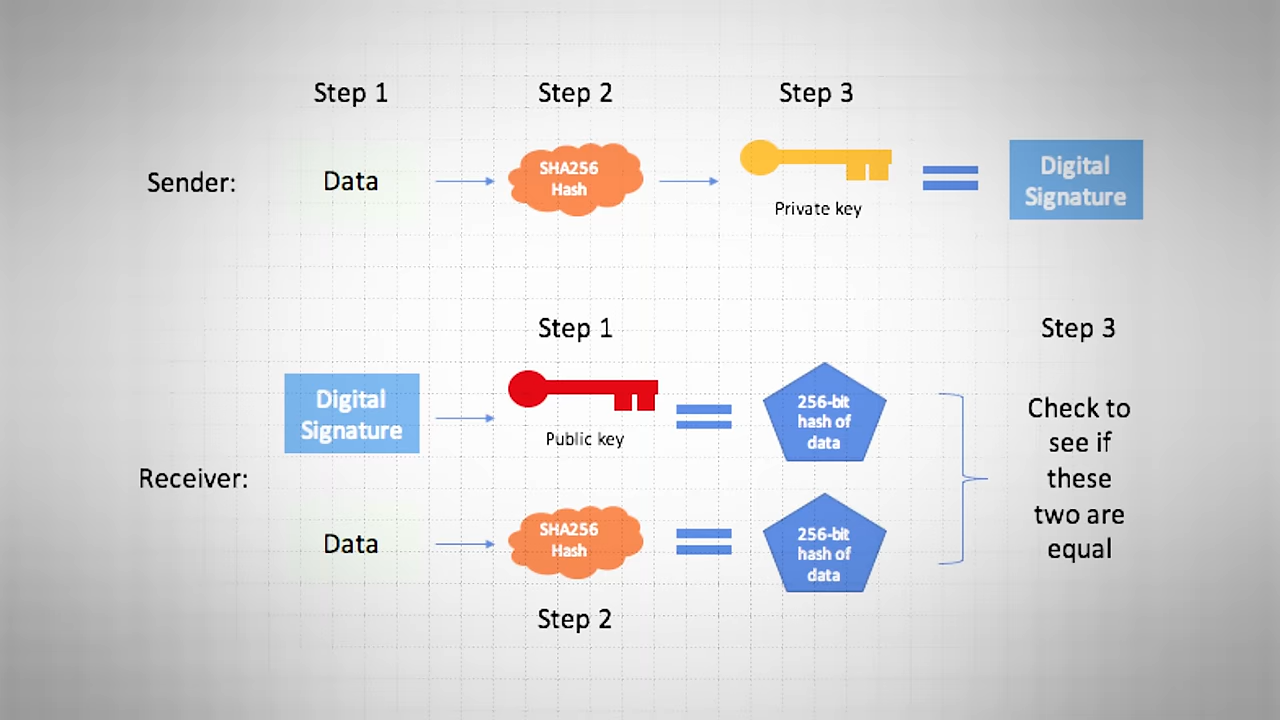 Step 1
Step 2
Step 3
Sender:
Data
SHA256
Hash
Private key
Digital
Signature
Step 1
Step 3
Receiver:
Digital
Signature
Public key
256-bit
hash of
data
Data
SHA256
Hash
256-bit
hash of
data
Step 2
Check to
see if
these
two are
equal